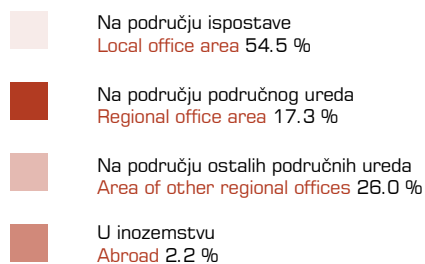 Na području ispostave
Local office area 54.5 %
Na području područnog ureda
Regional office area 17.3 %
Na području ostalih područnih ureda
Area of other regional offices 26.0 %
U inozemstvu
Abroad 2.2 %